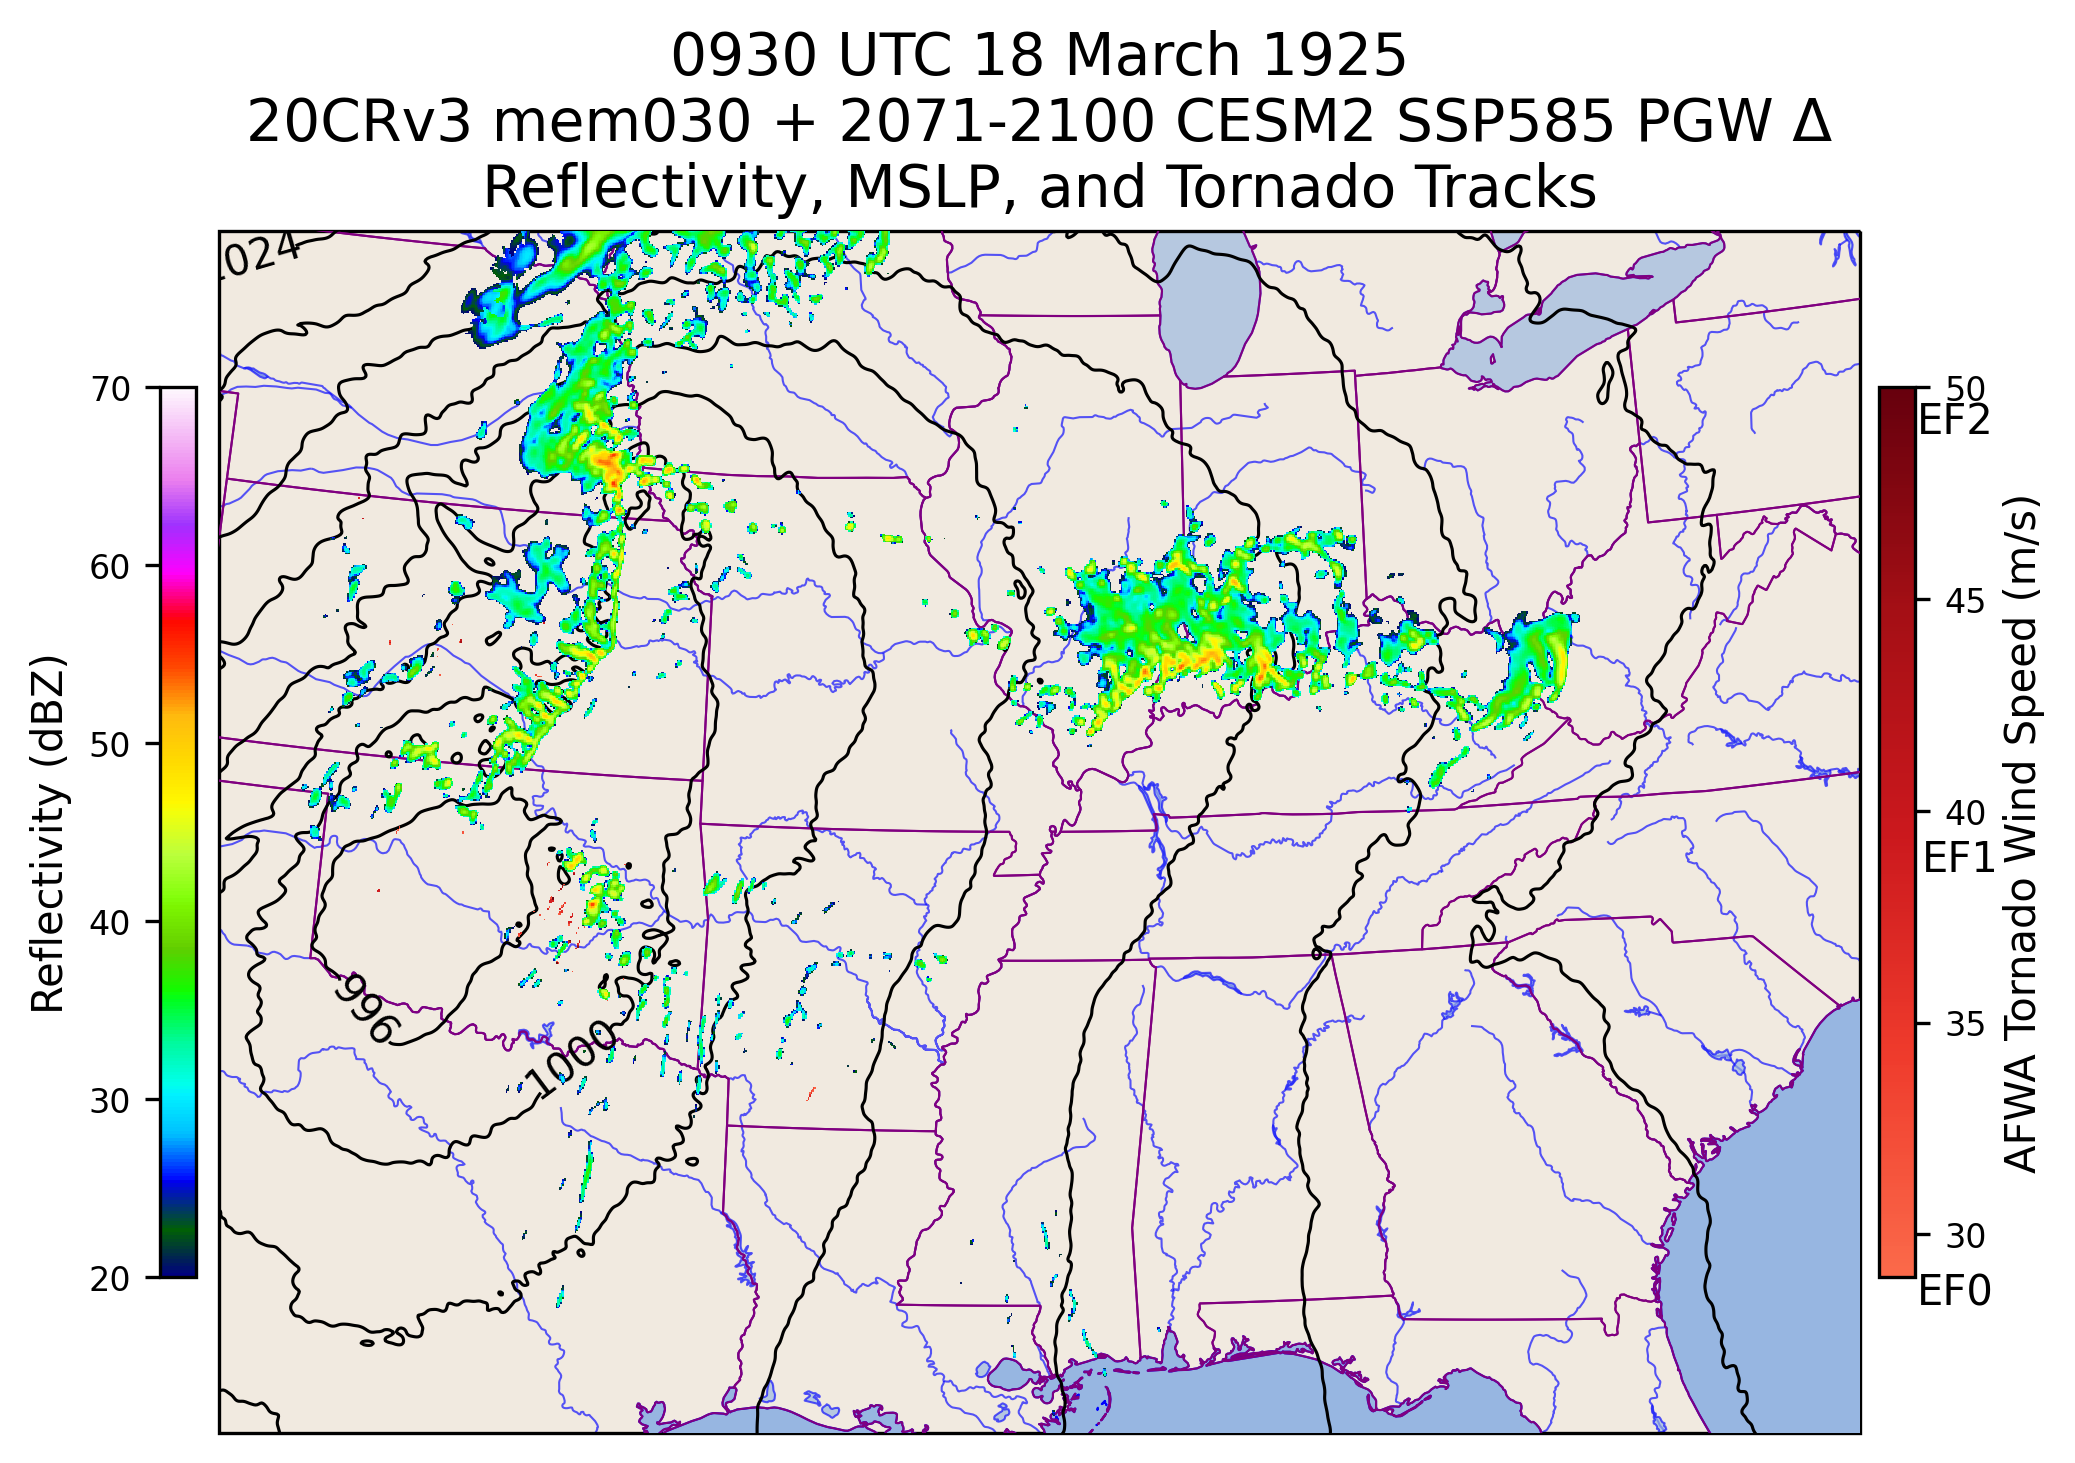 0930 UTC 18 March 1925
20CRv3 mem030 + 2071-2100 CESM2 SSP585 PGW Δ
Reflectivity, MSLP, and Tornado Tracks
1024
996
1000
70
60
50
40
30
20
Reflectivity (dBZ)
50
EF2
45
40
EF1
35
30
EF0
AFWA Tornado Wind Speed (m/s)